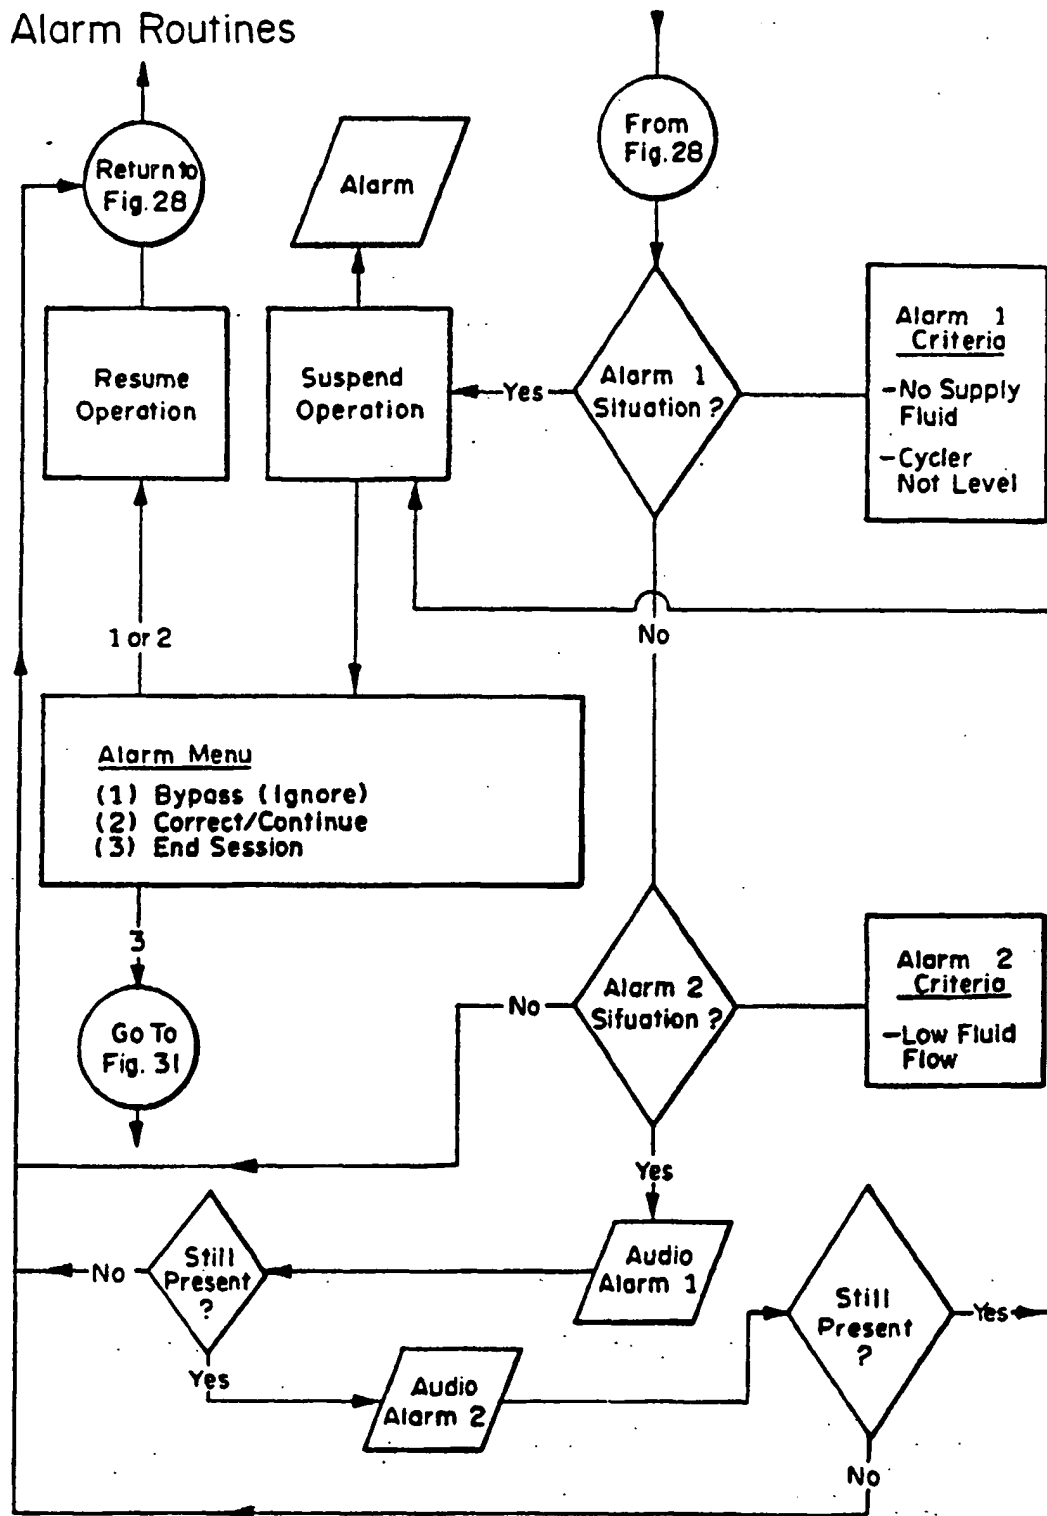 Alarm Routines
Return to
Fig. 28
Alarm
From
Fig. 28
Resume
Operation
Suspend
Operation
Yes
Alarm 1
Situation ?
Alarm 1
Criteria
-No Supply
Fluid
-Cycler
Not Level
1 or 2
No
Alarm Menu
(1) Bypass (Ignore)
(2) Correct/Continue
(3) End Session
3
Go To
Fig. 31
No
Alarm 2
Sifuation ?
Alarm 2
Criteria
-Low Fluid
Flow
Yes
No
Still
Present
?
Audio
Alarm 1
Still
Present
?
Yes
Yes
Audio
Alarm 2
No